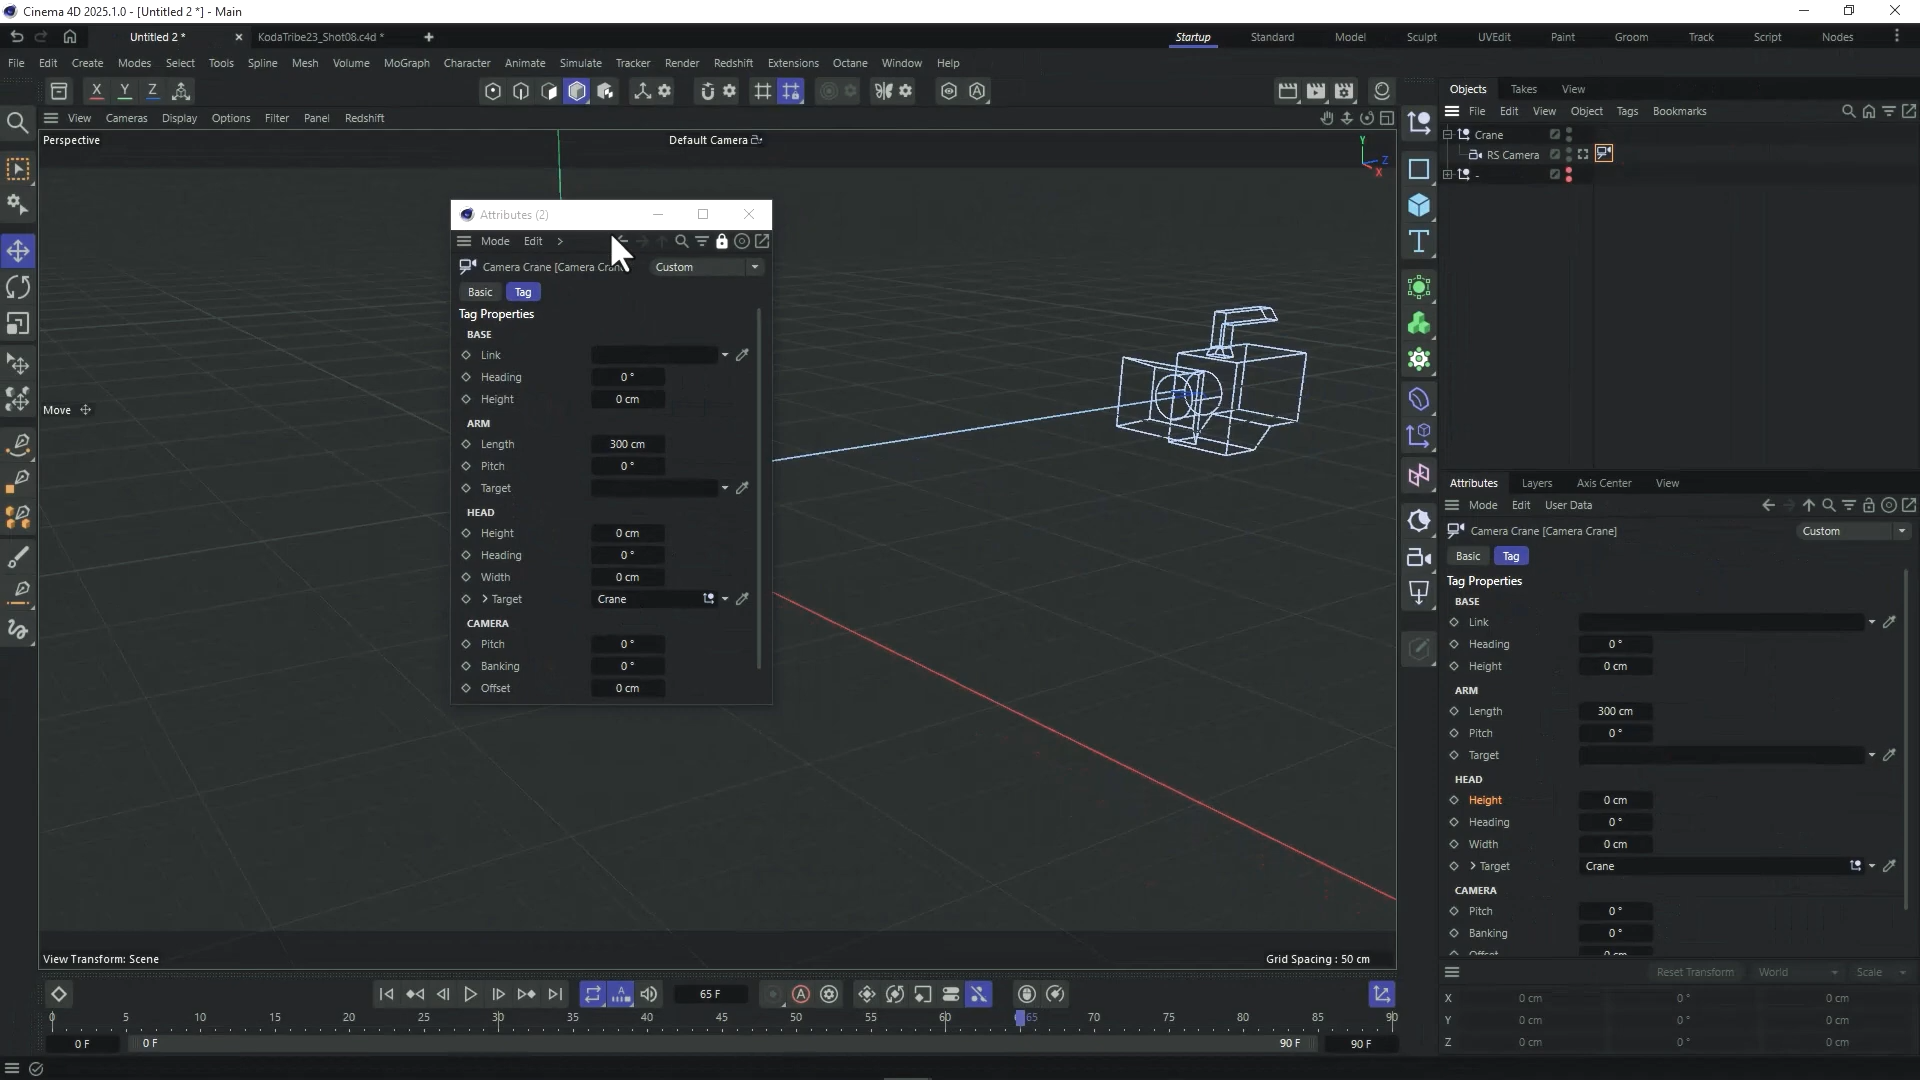 Cinema 4D 2025.1.0 - [Untitled 2 *] - Main
Untitled 2 * × KodaTribe23_Shot08.c4d * +
Startup Standard Model Sculpt UVEdit Paint Groom Track Script Nodes
File Edit Create Modes Select Tools Spline Mesh Volume MoGraph Character Animate Simulate Tracker Render Redshift Extensions Octane Window Help
X Y Z
Objects Takes View
File Edit View Object Tags Bookmarks
Crane
RS Camera
-
View Cameras Display Options Filter Panel Redshift
Perspective
Default Camera
Y
Z
X
Move
Attributes (2)
Mode Edit >
Camera Crane [Camera Crane Custom
Basic Tag
Tag Properties
BASE
Link
Heading 0 °
Height 0 cm
ARM
Length 300 cm
Pitch 0 °
Target
HEAD
Height 0 cm
Heading 0 °
Width 0 cm
> Target Crane
CAMERA
Pitch 0 °
Banking 0 °
Offset 0 cm
View Transform: Scene
Grid Spacing : 50 cm
Attributes Layers Axis Center View
Mode Edit User Data
Camera Crane [Camera Crane] Custom
Basic Tag
Tag Properties
BASE
Link
Heading 0 °
Height 0 cm
ARM
Length 300 cm
Pitch 0 °
Target
HEAD
Height 0 cm
Heading 0 °
Width 0 cm
> Target Crane
CAMERA
Pitch 0 °
Banking 0 °
Offset 0 cm
Reset Transform World Scale
X 0 cm 0 ° 0 cm
Y 0 cm 0 ° 0 cm
Z 0 cm 0 ° 0 cm
65 F
0 5 10 15 20 25 30 35 40 45 50 55 60 65 70 75 80 85 90
0 F 0 F 90 F 90 F